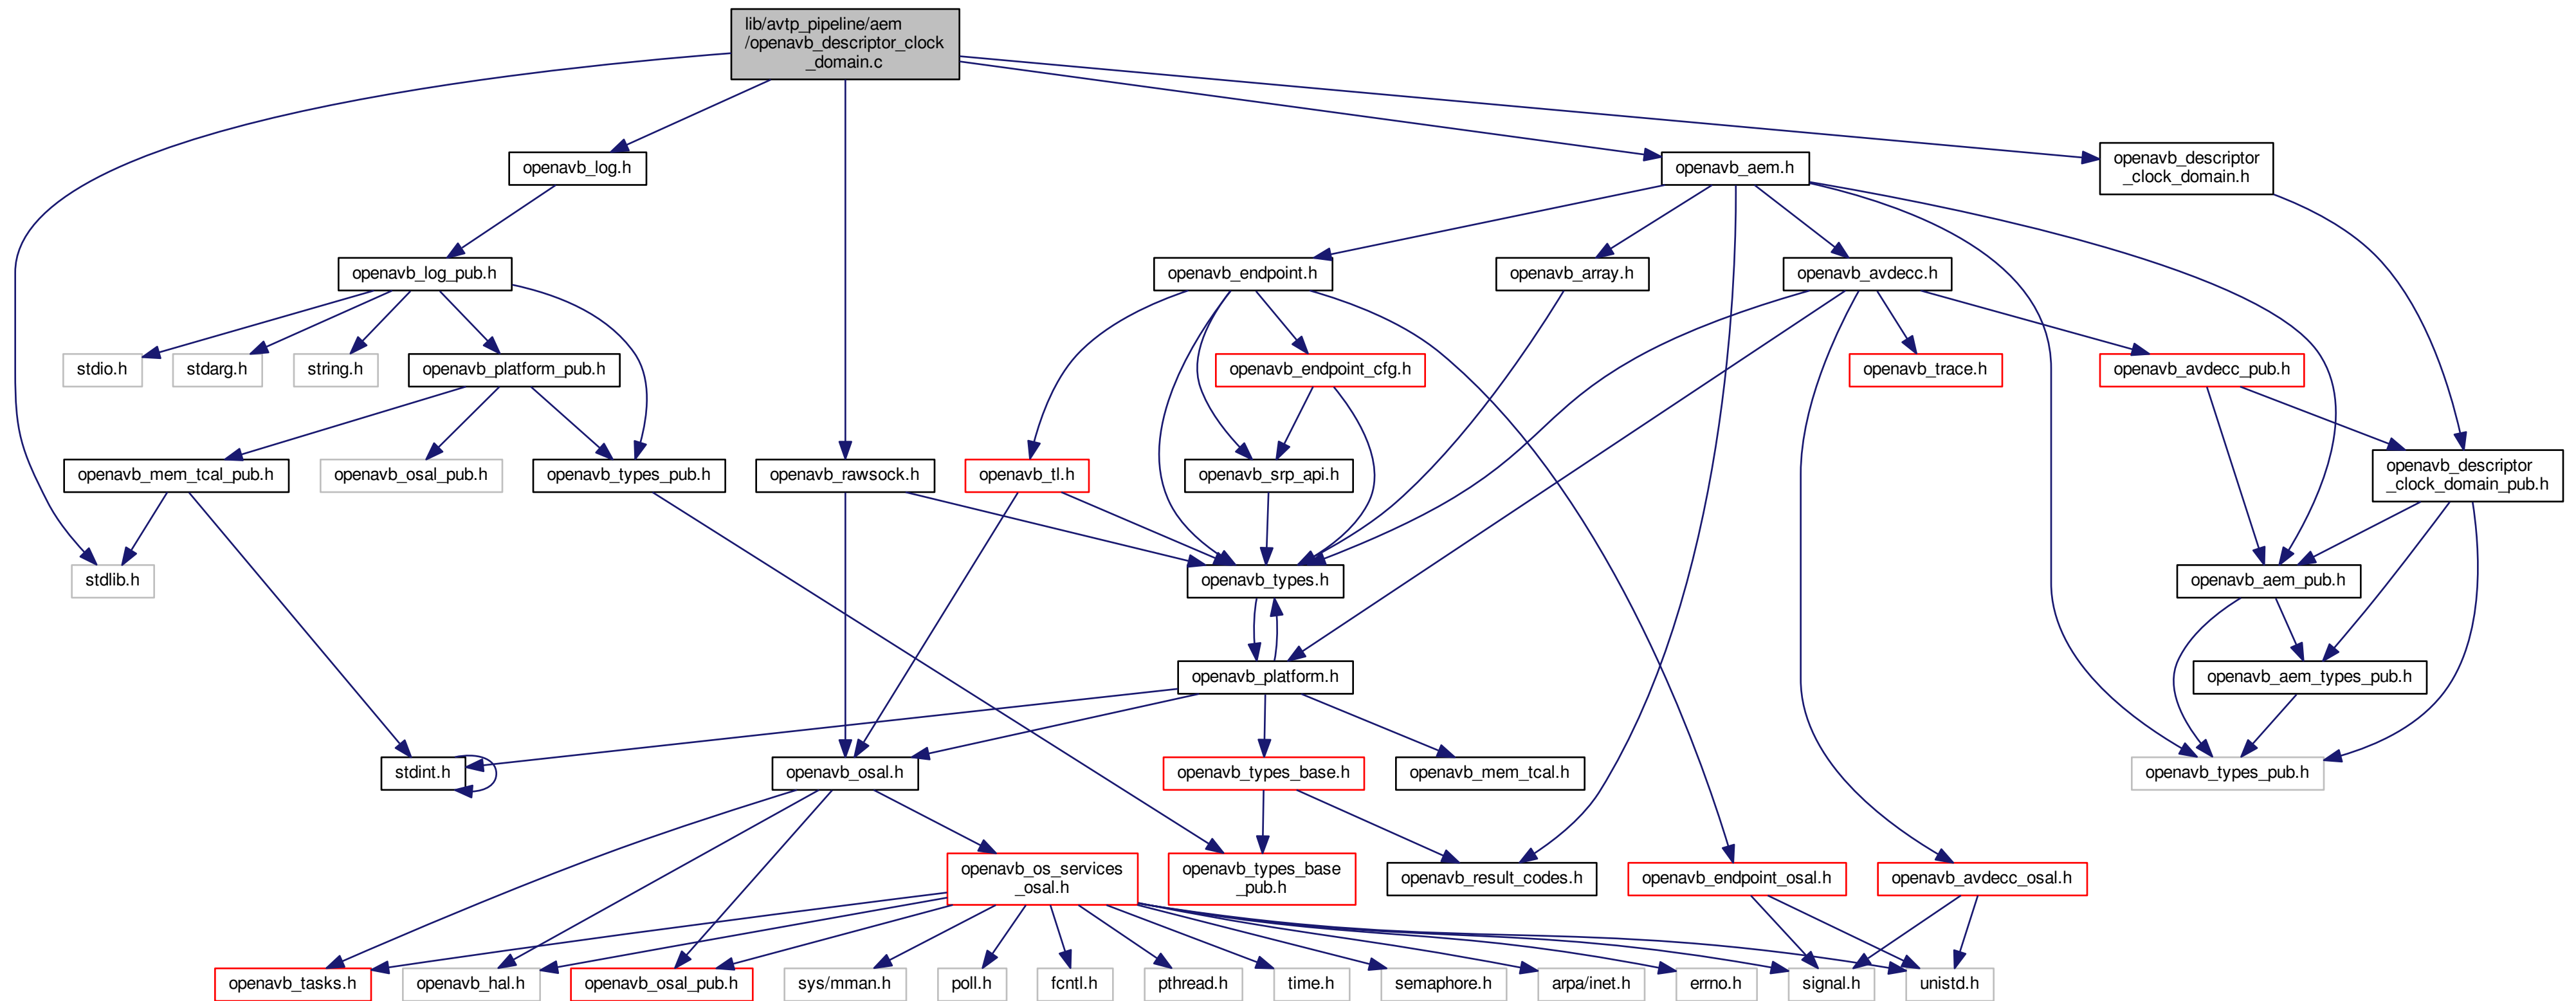 lib/avtp_pipeline/aem
/openavb_descriptor_clock
_domain.c
openavb_log.h
openavb_aem.h
openavb_descriptor
_clock_domain.h
openavb_log_pub.h
openavb_endpoint.h
openavb_array.h
openavb_avdecc.h
stdio.h
stdarg.h
string.h
openavb_platform_pub.h
openavb_endpoint_cfg.h
openavb_trace.h
openavb_avdecc_pub.h
openavb_mem_tcal_pub.h
openavb_osal_pub.h
openavb_types_pub.h
openavb_rawsock.h
openavb_tl.h
openavb_srp_api.h
openavb_descriptor
_clock_domain_pub.h
stdlib.h
openavb_types.h
openavb_aem_pub.h
openavb_platform.h
openavb_aem_types_pub.h
stdint.h
openavb_osal.h
openavb_types_base.h
openavb_mem_tcal.h
openavb_types_pub.h
openavb_os_services
_osal.h
openavb_types_base
_pub.h
openavb_result_codes.h
openavb_endpoint_osal.h
openavb_avdecc_osal.h
openavb_tasks.h
openavb_hal.h
openavb_osal_pub.h
sys/mman.h
poll.h
fcntl.h
pthread.h
time.h
semaphore.h
arpa/inet.h
errno.h
signal.h
unistd.h